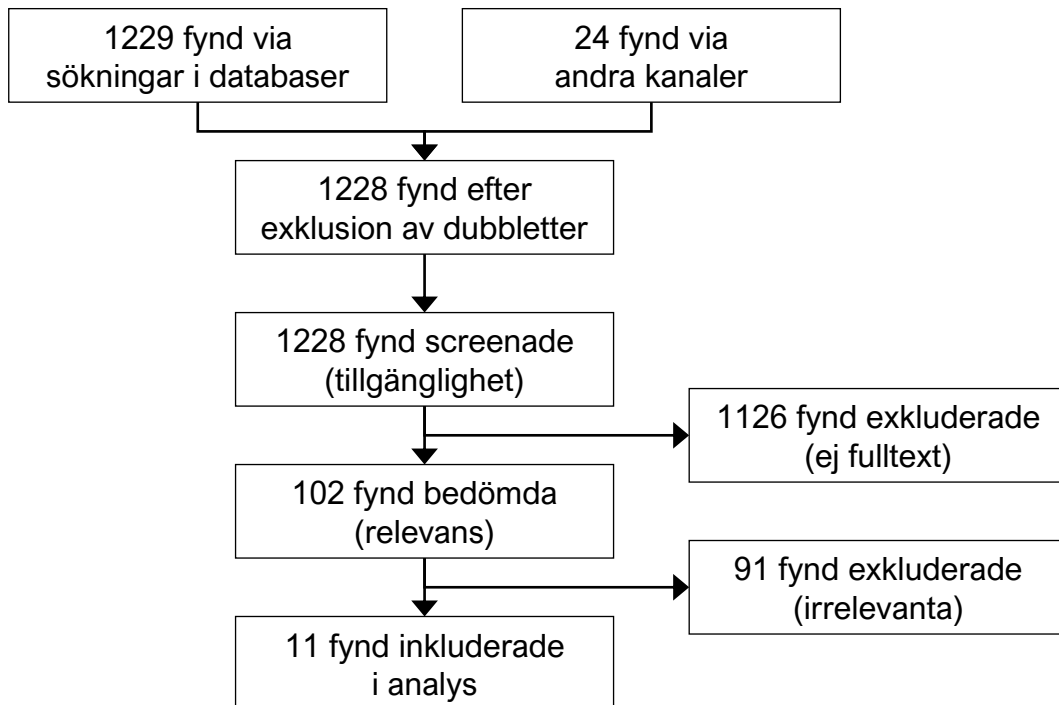 1229 fynd via
sökningar i databaser
24 fynd via
andra kanaler
1228 fynd efter
exklusion av dubbletter
1228 fynd screenade
(tillgänglighet)
1126 fynd exkluderade
(ej fulltext)
102 fynd bedömda
(relevans)
91 fynd exkluderade
(irrelevanta)
11 fynd inkluderade
i analys